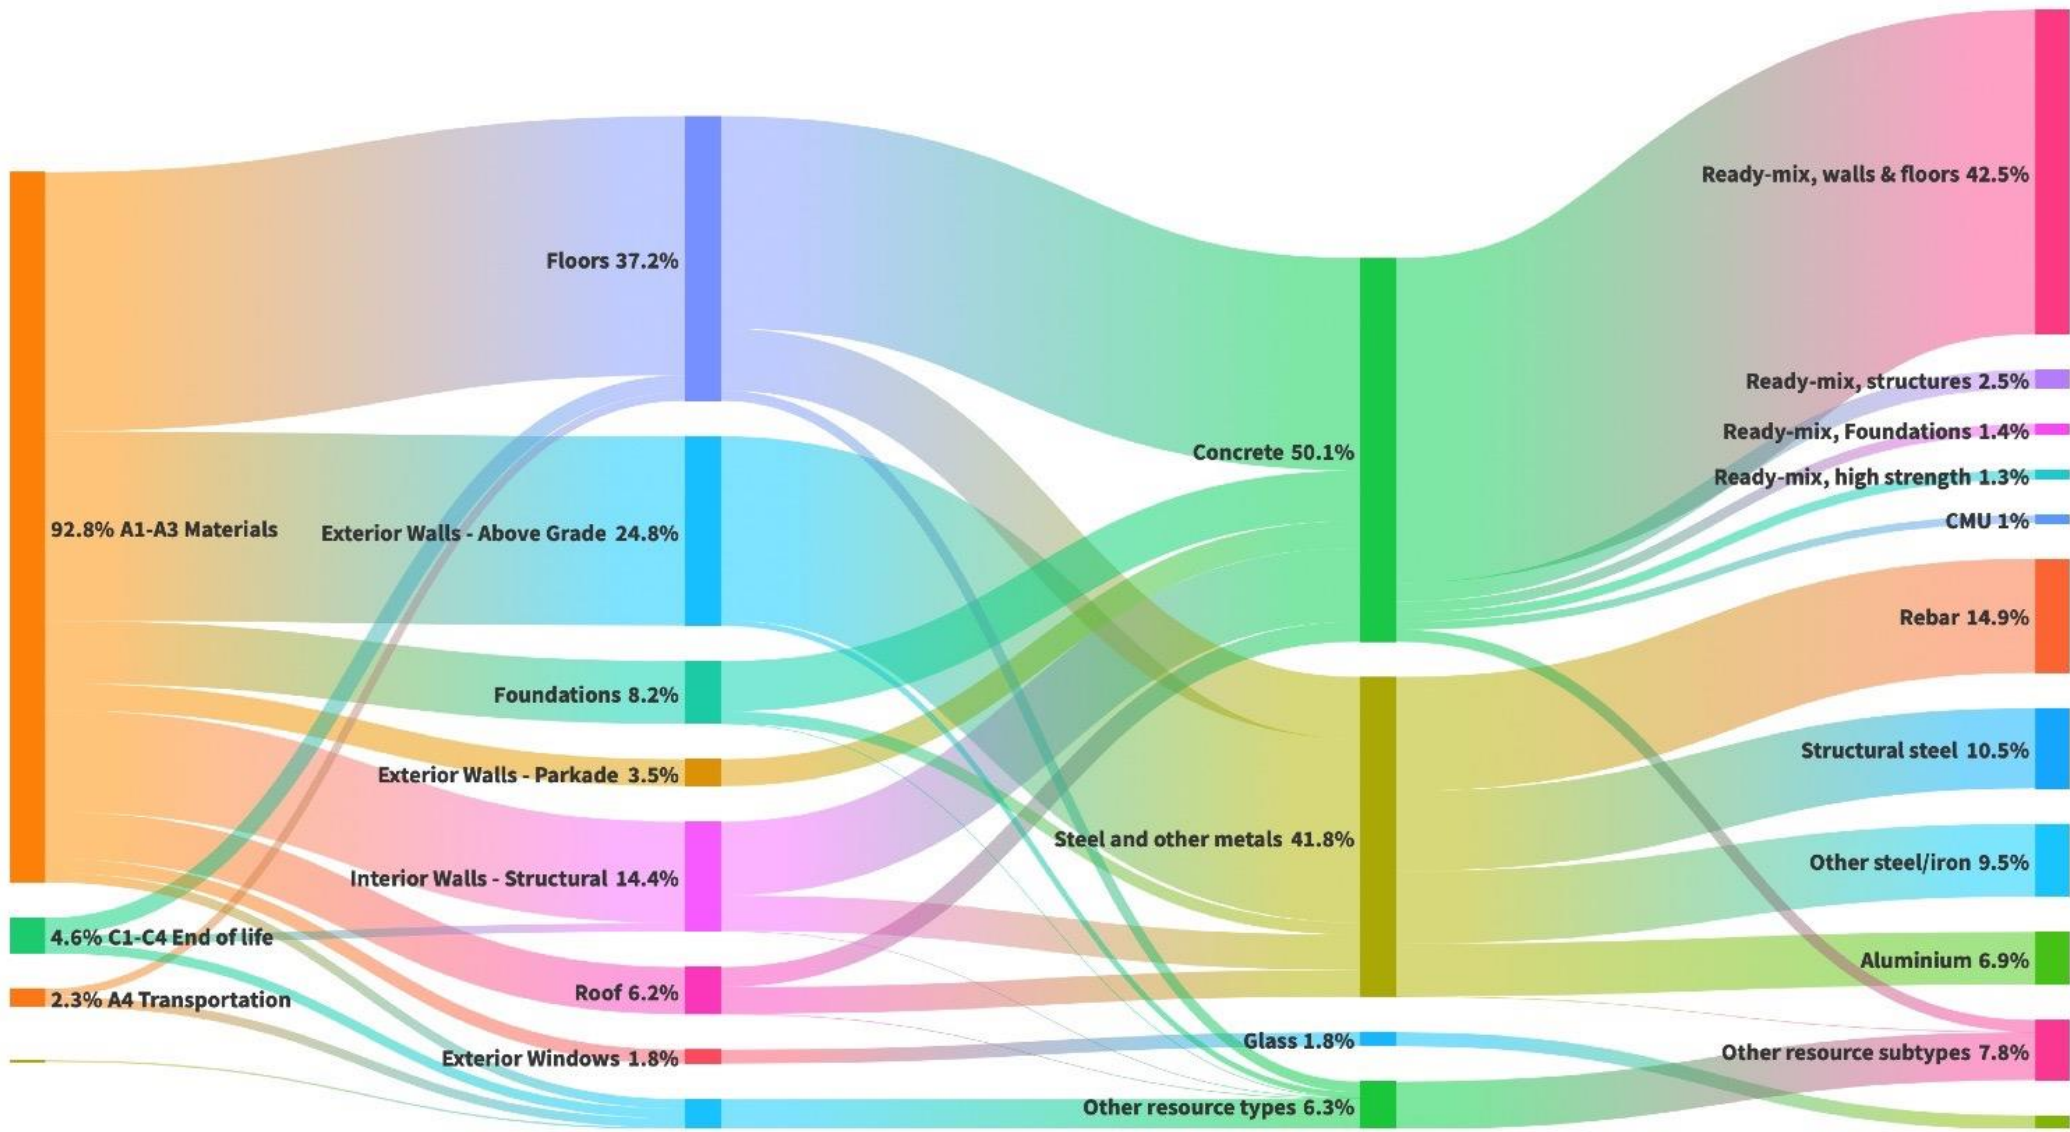 92.8% A1-A3 Materials
4.6% C1-C4 End of life
2.3% A4 Transportation
Floors 37.2%
Exterior Walls - Above Grade 24.8%
Foundations 8.2%
Exterior Walls - Parkade 3.5%
Interior Walls - Structural 14.4%
Roof 6.2%
Exterior Windows 1.8%
Concrete 50.1%
Steel and other metals 41.8%
Glass 1.8%
Other resource types 6.3%
Ready-mix, walls & floors 42.5%
Ready-mix, structures 2.5%
Ready-mix, Foundations 1.4%
Ready-mix, high strength 1.3%
CMU 1%
Rebar 14.9%
Structural steel 10.5%
Other steel/iron 9.5%
Aluminium 6.9%
Other resource subtypes 7.8%